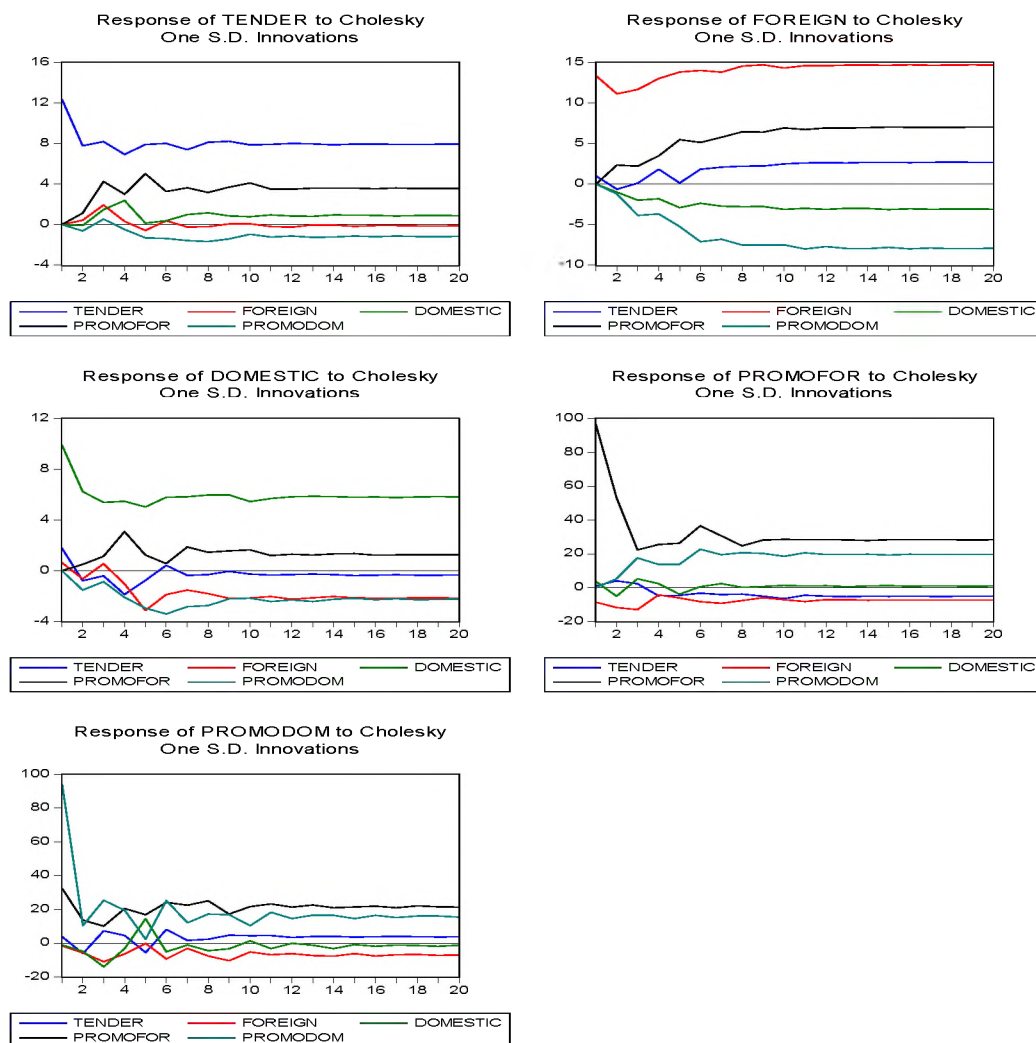 Response of TENDER to Cholesky
One S.D. Innovations
16
12
8
4
0
-4
2 4 6 8 10 12 14 16 18 20
TENDER FOREIGN DOMESTIC
PROMOFOR PROMODOM
Response of FOREIGN to Cholesky
One S.D. Innovations
15
10
5
0
-5
-10
2 4 6 8 10 12 14 16 18 20
TENDER FOREIGN DOMESTIC
PROMOFOR PROMODOM
Response of DOMESTIC to Cholesky
One S.D. Innovations
12
8
4
0
-4
2 4 6 8 10 12 14 16 18 20
TENDER FOREIGN DOMESTIC
PROMOFOR PROMODOM
Response of PROMOFOR to Cholesky
One S.D. Innovations
100
80
60
40
20
0
-20
2 4 6 8 10 12 14 16 18 20
TENDER FOREIGN DOMESTIC
PROMOFOR PROMODOM
Response of PROMODOM to Cholesky
One S.D. Innovations
100
80
60
40
20
0
-20
2 4 6 8 10 12 14 16 18 20
TENDER FOREIGN DOMESTIC
PROMOFOR PROMODOM